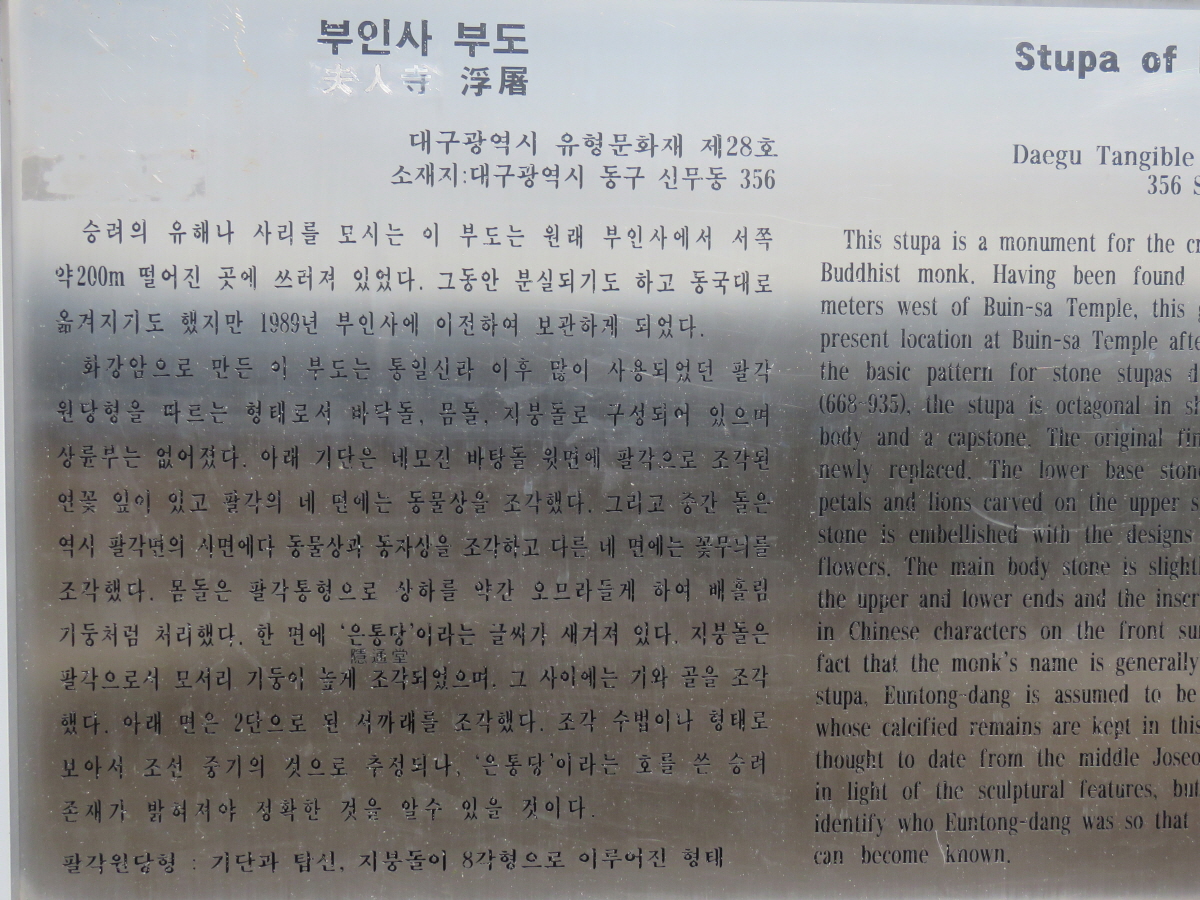 부인사 부도
夫人寺 浮屠
대구광역시 유형문화재 제28호
소재지:대구광역시 동구 신무동 356
승려의 유해나 사리를 모시는 이 부도는 원래 부인사에서 서쪽
약200m 떨어진 곳에 쓰러져 있었다. 그동안 분실되기도 하고 동국대로
옮겨지기도 했지만 1989년 부인사에 이전하여 보관하게 되었다.
화강암으로 만든 이 부도는 통일신라 이후 많이 사용되었던 팔각
원당형을 따르는 형태로서 바닥돌, 몸돌, 지붕돌로 구성되어 있으며
상륜부는 없어졌다. 아래 기단은 네모긴 바탕돌 윗면에 팔각으로 조각된
연꽃 잎이 있고 팔각의 네 면에는 동물상을 조각했다. 그리고 중간 돌은
역시 팔각면의 사면에다 동물상과 동자상을 조각하고 다른 네 면에는 꽃무늬를
조각했다. 몸돌은 팔각통형으로 상하를 약간 오므라들게 하여 배흘림
기둥처럼 처리했다. 한 면에 '은통당'이라는 글씨가 새겨져 있다. 지붕돌은
隱通堂
팔각으로서 모서리 기둥이 높게 조각되었으며. 그 사이에는 기와 골을 조각
했다. 아래 면은 2단으로 된 서까래를 조각했다. 조각 수법이나 형태로
보아서 조선 중기의 것으로 추정되나, '은통당'이라는 호를 쓴 승려
존재가 밝혀져야 정확한 것을 알수 있을 것이다.
팔각원당형 : 기단과 탑신, 지붕돌이 8각형으로 이루어진 형태
Stupa of
Daegu Tangible
356 S
This stupa is a monument for the cr
Buddhist monk. Having been found
meters west of Buin-sa Temple, this
present location at Buin-sa Temple afte
the basic pattern for stone stupas d
(668-935), the stupa is octagonal in sl
body and a capstone. The original fin
newly replaced. The lower base stone
petals and lions carved on the upper s
stone is embellished with the designs
flowers. The main body stone is slightl
the upper and lower ends and the inscr
in Chinese characters on the front sur
fact that the monk's name is generally
stupa, Euntong-dang is assumed to be
whose calcified remains are kept in this
thought to date from the middle Joseo
in light of the sculptural features, but
identify who Euntong-dang was so that
can become known.